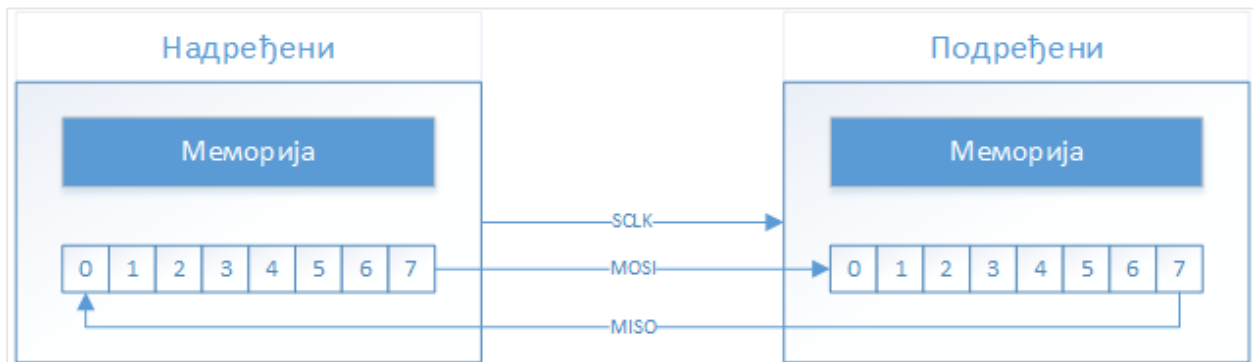 Надређени
Подређени
Меморија
Меморија
SCLK
0 1 2 3 4 5 6 7
MOSI
0 1 2 3 4 5 6 7
MISO